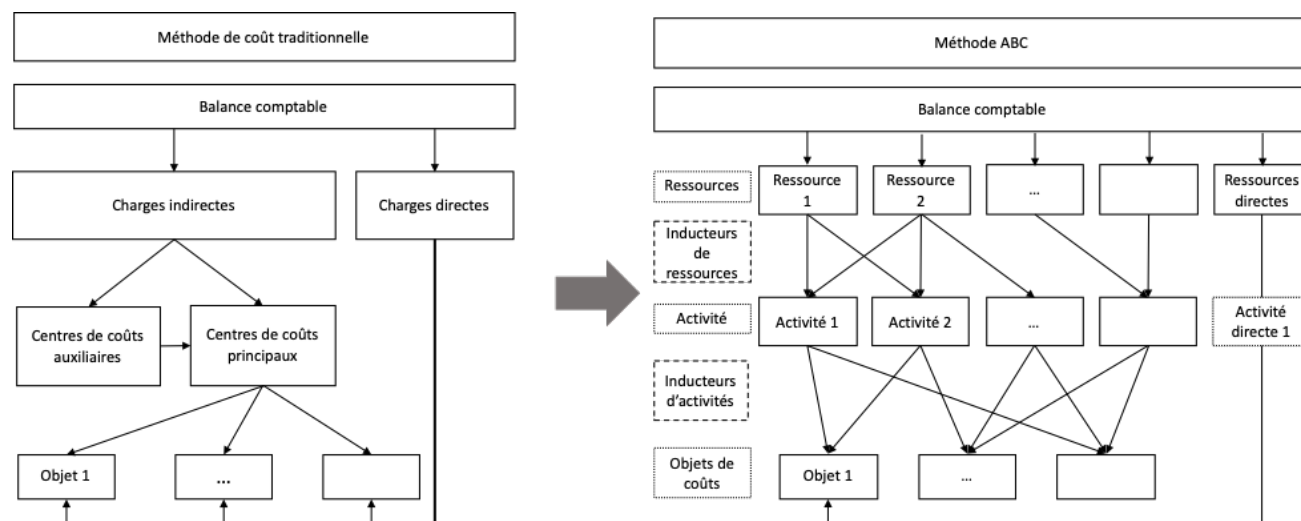 Méthode de coût traditionnelle
Balance comptable
Charges indirectes
Charges directes
Centres de coûts
auxiliaires
Centres de coûts
principaux
Objet 1
...
Méthode ABC
Balance comptable
Ressources
Ressource
1
Ressource
2
...
Ressources
directes
Inducteurs
de
ressources
Activité
Activité 1
Activité 2
...
Activité
directe 1
Inducteurs
d'activités
Objets de
coûts
Objet 1
...